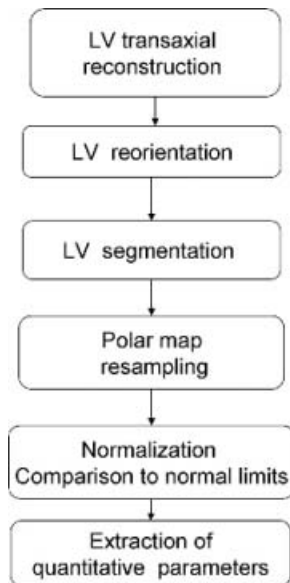 LV transaxial
reconstruction
LV reorientation
LV segmentation
Polar map
resampling
Normalization
Comparison to normal limits
Extraction of
quantitative parameters